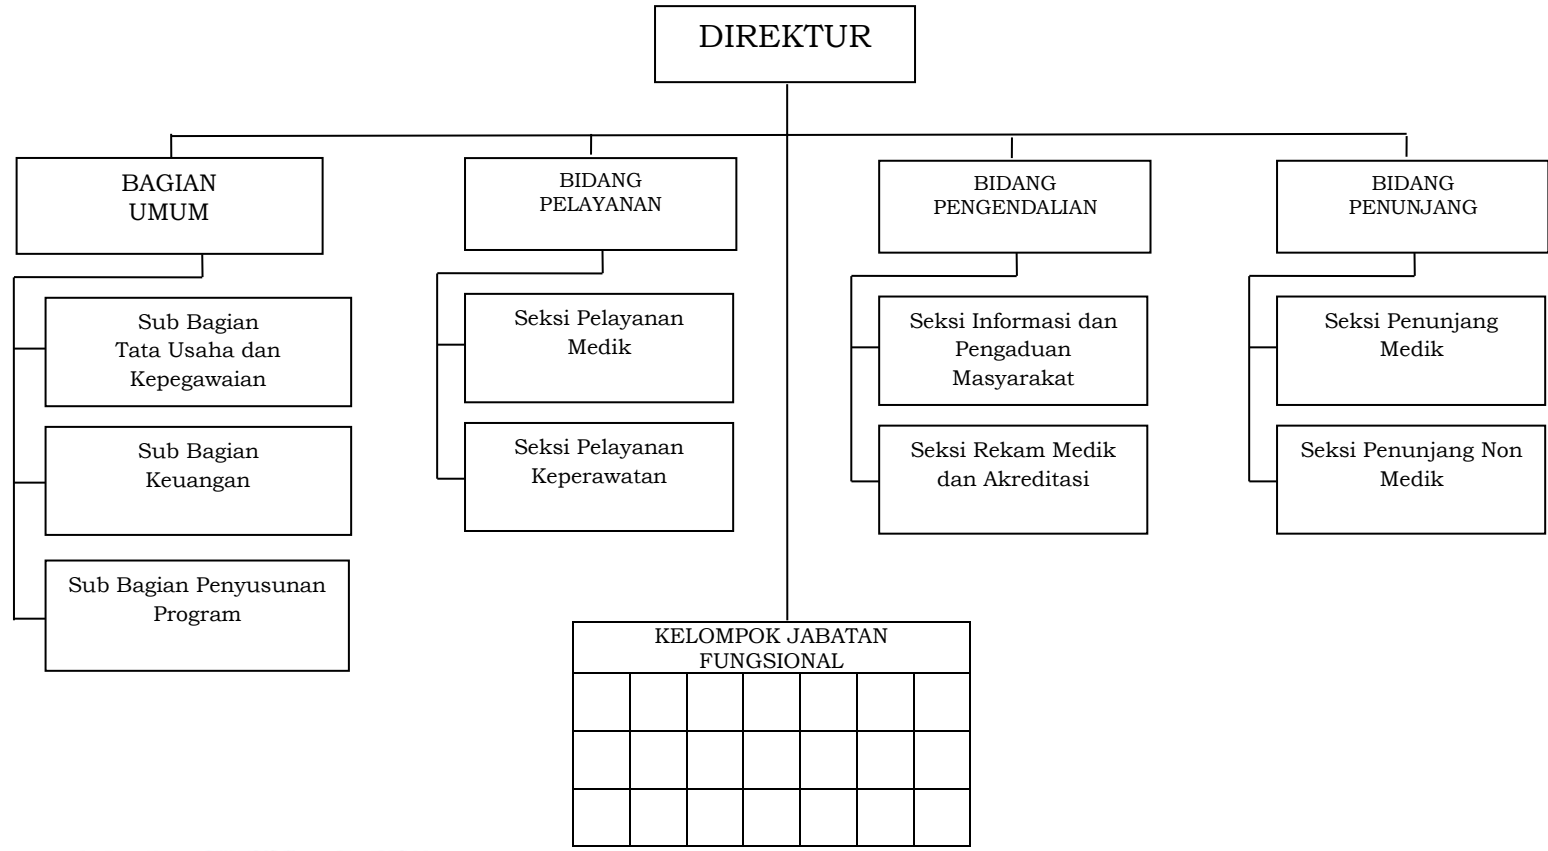 DIREKTUR
BAGIAN
UMUM
BIDANG
PELAYANAN
BIDANG
PENGENDALIAN
BIDANG
PENUNJANG
Sub Bagian
Tata Usaha dan
Kepegawaian
Sub Bagian
Keuangan
Sub Bagian Penyusunan
Program
Seksi Pelayanan
Medik
Seksi Pelayanan
Keperawatan
Seksi Informasi dan
Pengaduan
Masyarakat
Seksi Rekam Medik
dan Akreditasi
Seksi Penunjang
Medik
Seksi Penunjang Non
Medik
KELOMPOK JABATAN
FUNGSIONAL